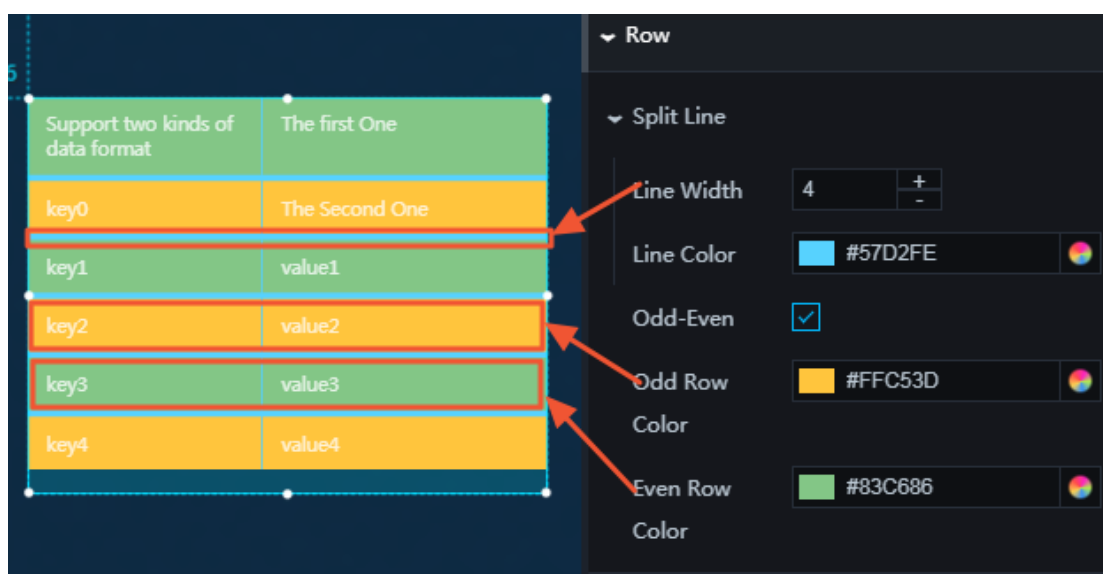 Row
Split Line
Support two kinds of
data format
The first One
key0
The Second One
key1
value1
key2
value2
key3
value3
key4
value4
Line Width
4
+
-
Line Color
#57D2FE
Odd-Even
Odd Row
Color
#FFC53D
Even Row
Color
#83C686